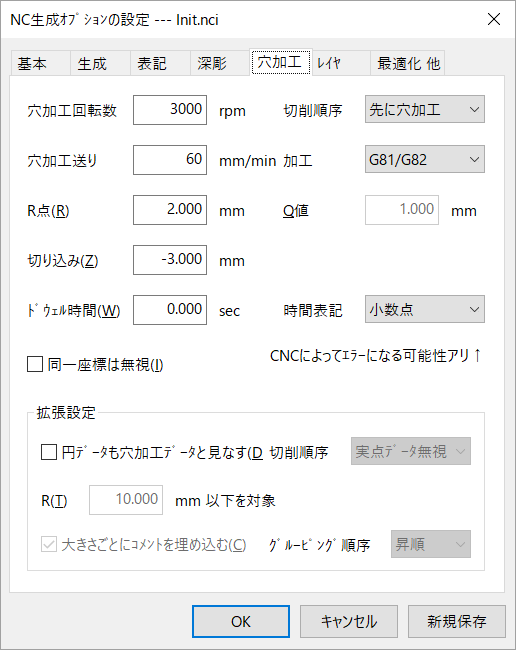 NC生成ｵﾌﾟｼｮﾝの設定 --- Init.nci
基本 生成 表記 深彫 穴加工 ﾚｲﾔ 最適化 他
穴加工回転数 3000 rpm 切削順序 先に穴加工
穴加工送り 60 mm/min 加工 G81/G82
R点(R) 2.000 mm Q値 1.000 mm
切り込み(Z) -3.000 mm
ﾄﾞｳｪﾙ時間(W) 0.000 sec 時間表記 小数点
同一座標は無視(I) CNCによってｴﾗｰになる可能性アリ↑
拡張設定
円ﾃﾞｰﾀも穴加工ﾃﾞｰﾀと見なす(D 切削順序 実点ﾃﾞｰﾀ無視
R(T) 10.000 mm 以下を対象
大きさごとにｺﾒﾝﾄを埋め込む(C) ｸﾞﾙｰﾋﾟﾝｸﾞ順序 昇順
OK ｷｬﾝｾﾙ 新規保存